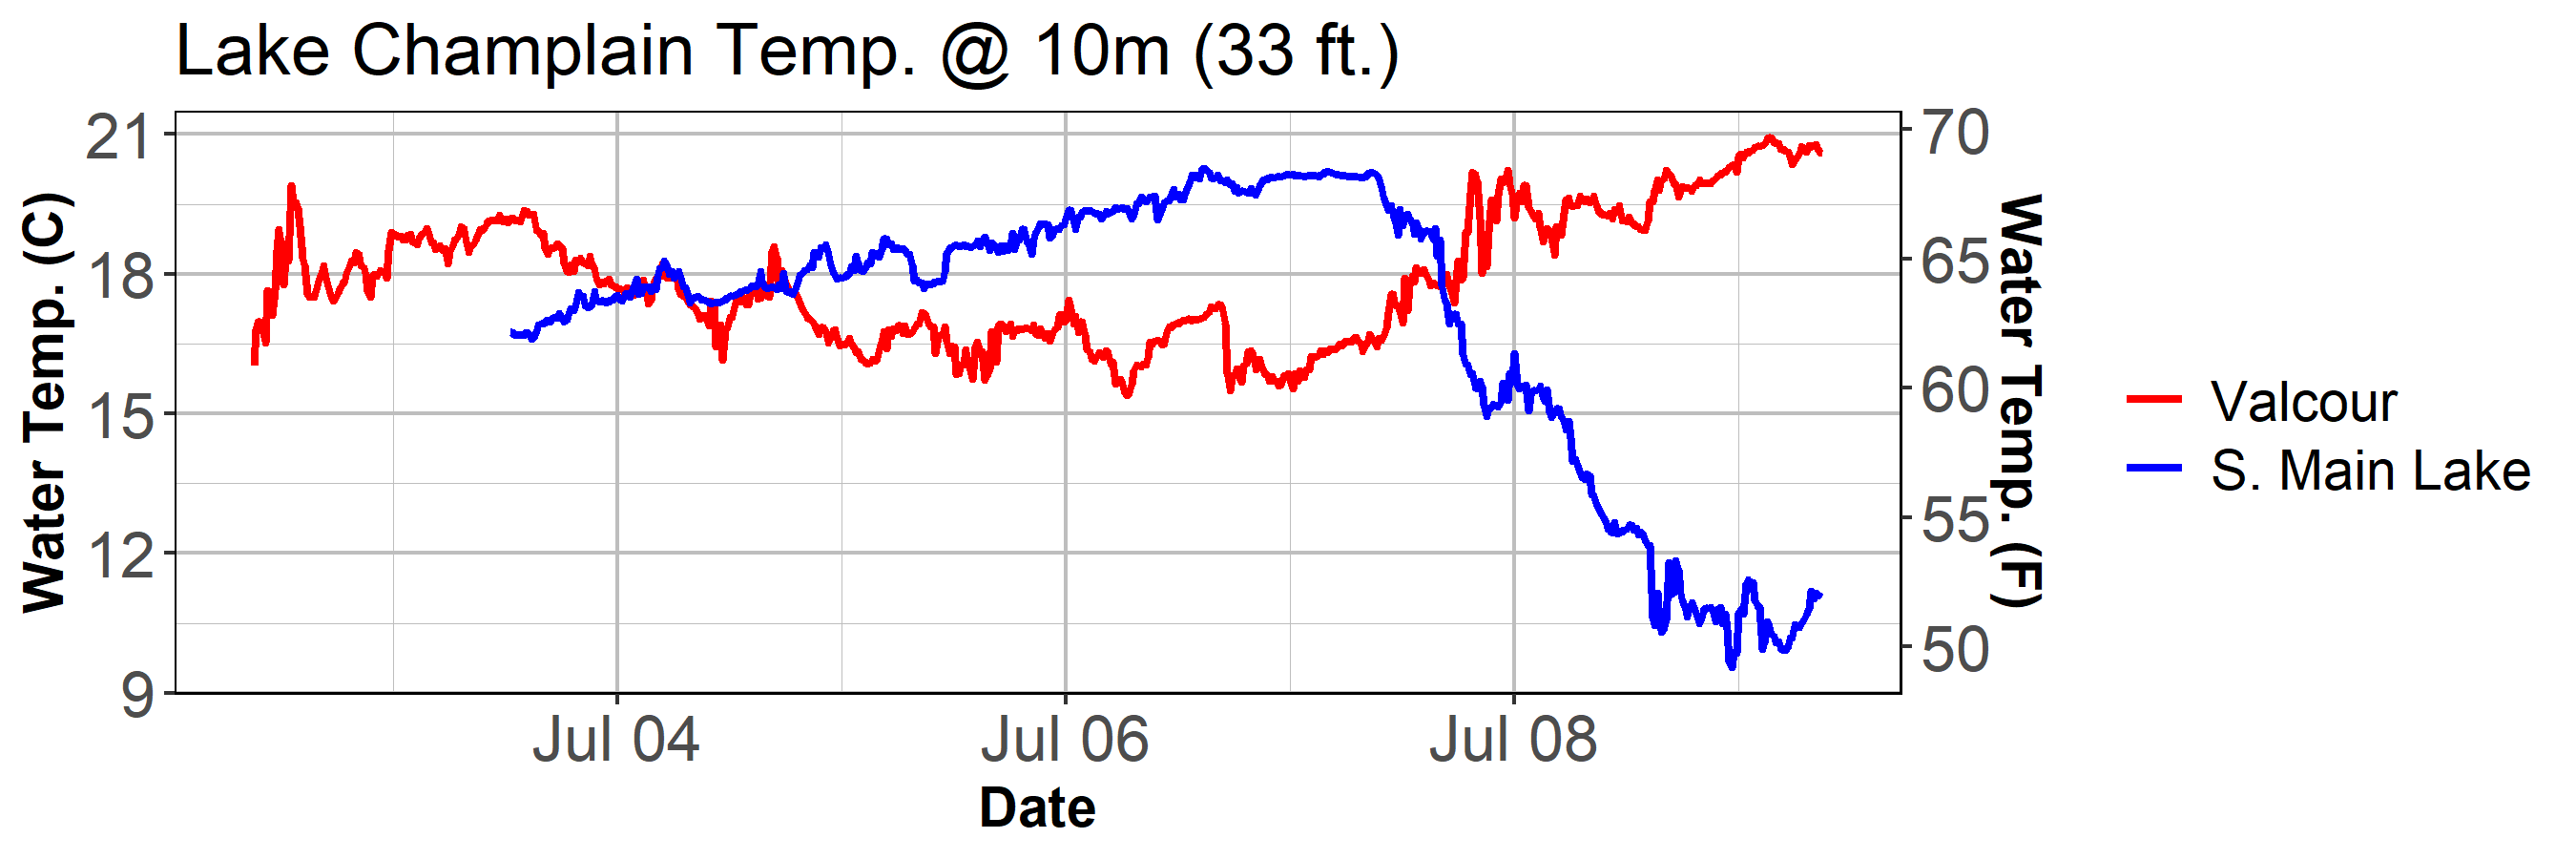 Lake Champlain Temp. @ 10m (33 ft.)
Water Temp. (C)
21
18
15
12
9
70
65
60
55
50
Water Temp. (F)
Jul 04
Jul 06
Jul 08
Date
Valcour
S. Main Lake